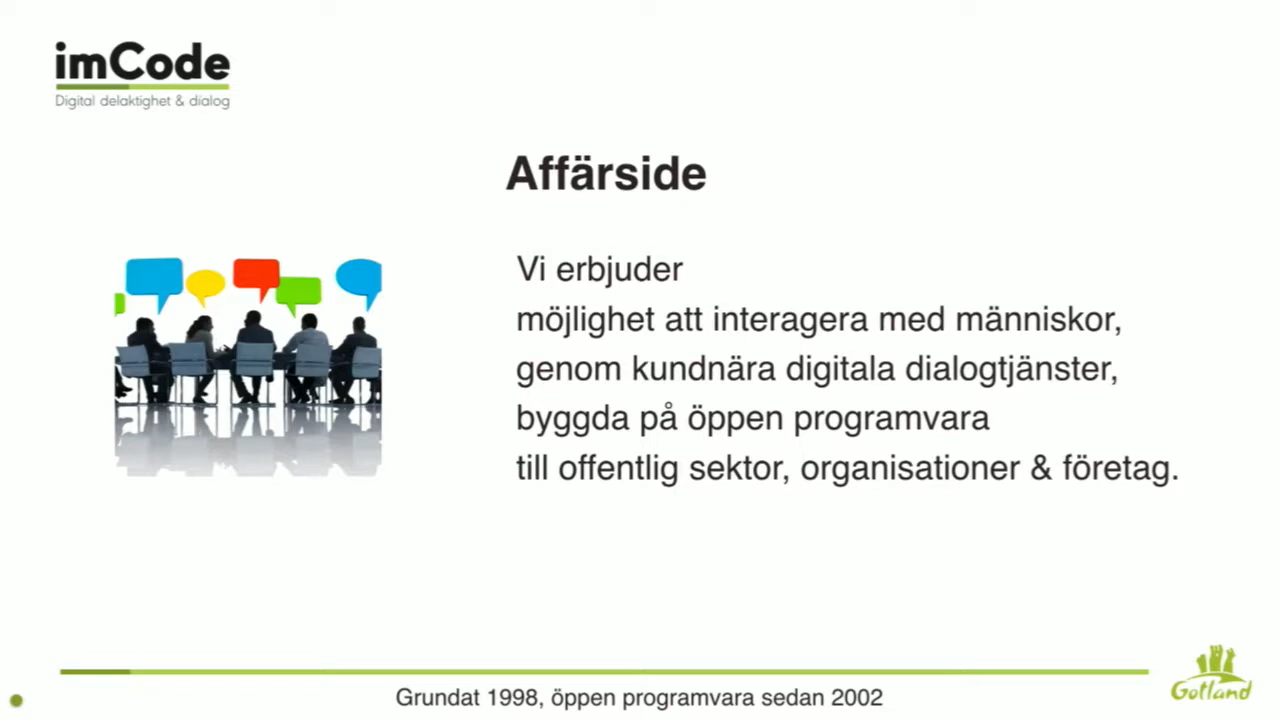 imCode
Digital delaktighet & dialog
Affärside
Vi erbjuder
möjlighet att interagera med människor,
genom kundnära digitala dialogtjänster,
byggda på öppen programvara
till offentlig sektor, organisationer & företag.
Grundat 1998, öppen programvara sedan 2002
Gotland